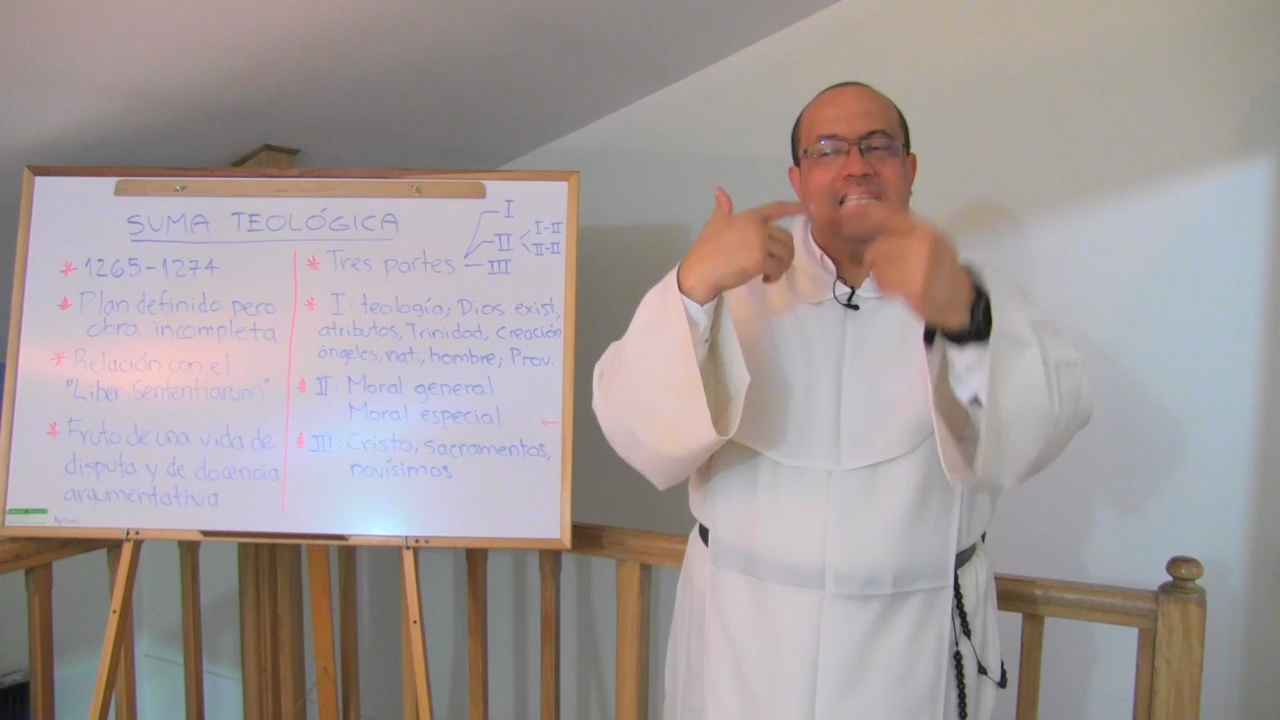 SUMA TEOLÓGICA
* 1265-1274
* Plan definido pero
obra incompleta
* Relación con el
"Liber Sententiarum"
* Fruto de una vida de
disputa y de docencia
argumentativa
* Tres partes
I
II
I-II
II-II
III
* I: teología; Dios: exist,
atributos, Trinidad, Creación
ángeles, nat., hombre; Prov.
* II: Moral general
Moral especial
* III: Cristo, sacramentos,
novísimos